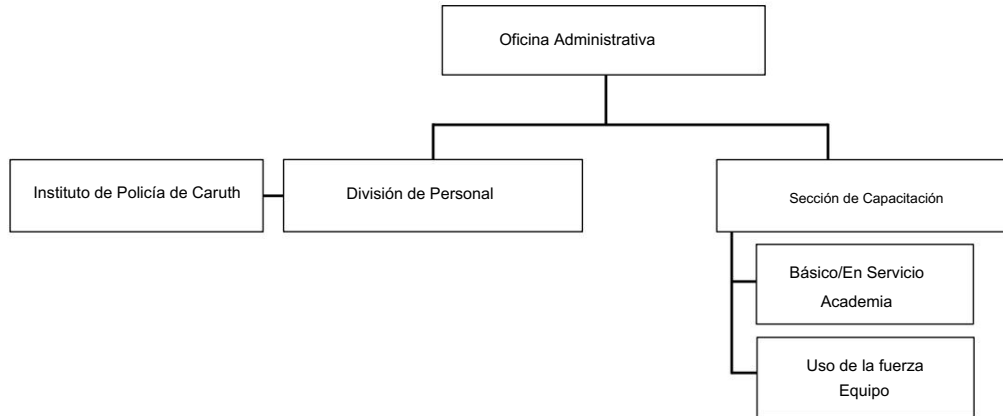 Oficina Administrativa
Instituto de Policía de Caruth
División de Personal
Sección de Capacitación
Básico/En Servicio
Academia
Uso de la fuerza
Equipo